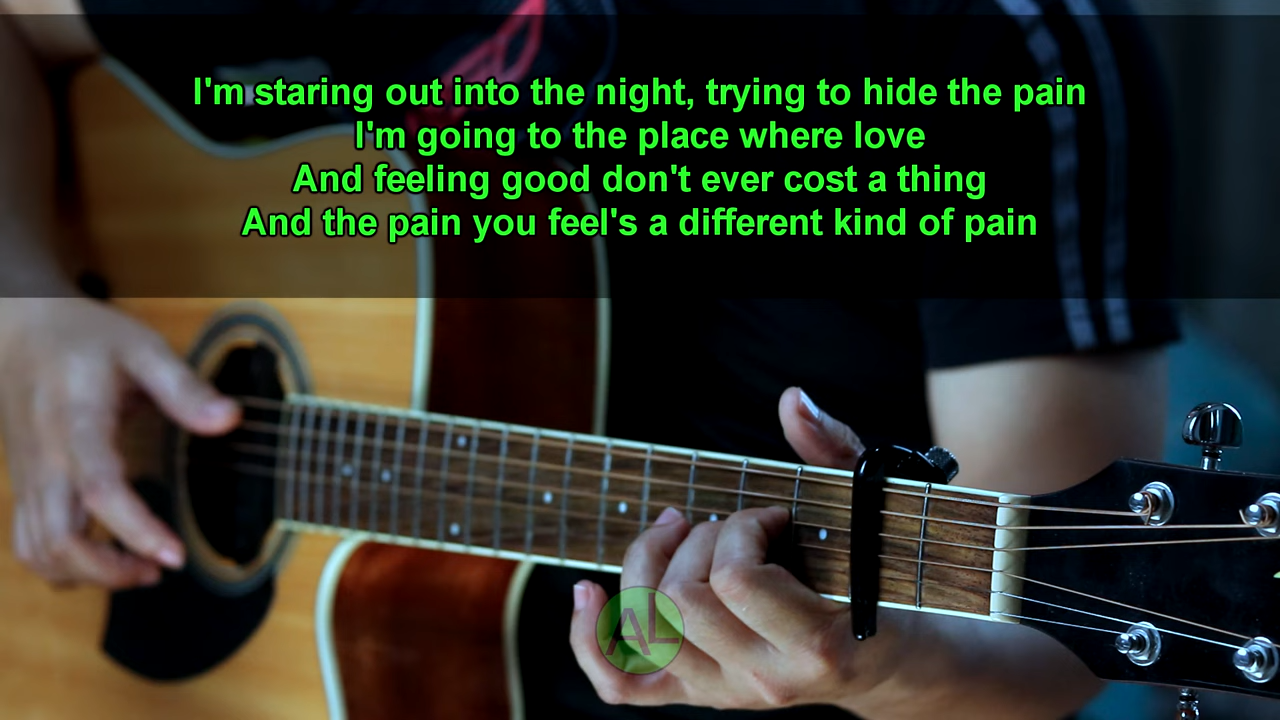 I'm staring out into the night, trying to hide the pain
I'm going to the place where love
And feeling good don't ever cost a thing
And the pain you feel's a different kind of pain
AL